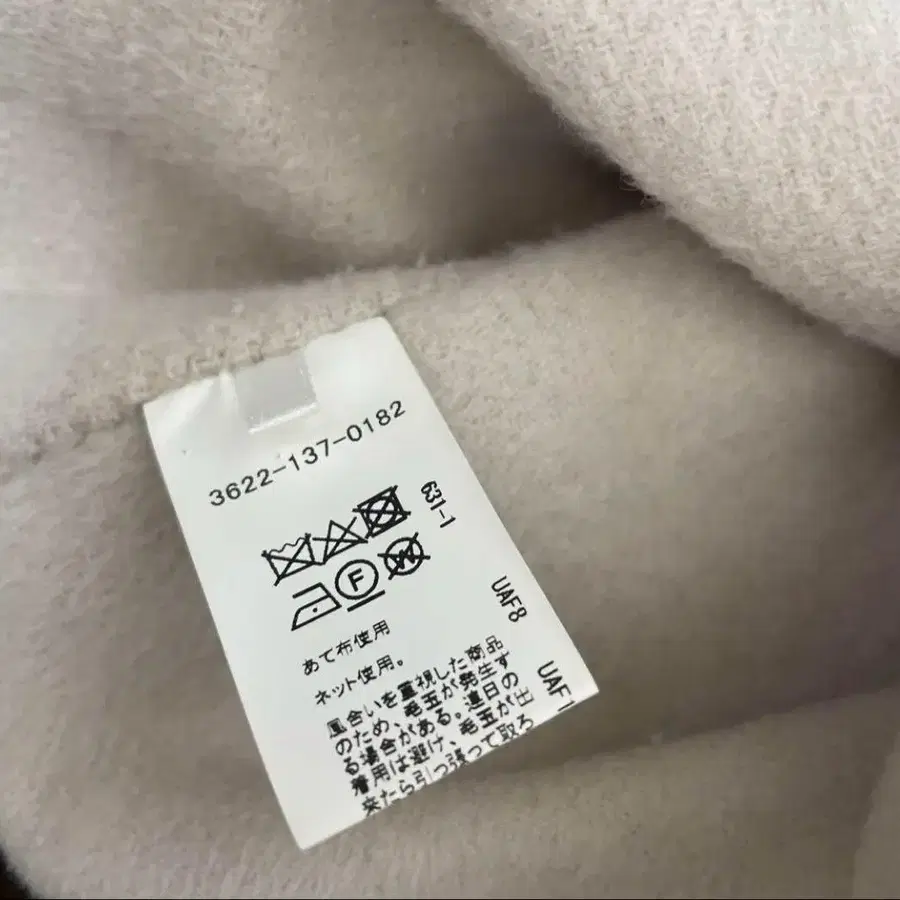 3622-137-0182
631-1
F
W
UAF8
あて布使用
ネット使用。
UAF
風合いを重視した商品
のため、毛玉が発生す
る場合がある。連日の
着用は避け、毛玉が出
来たら引っ張って取ろ